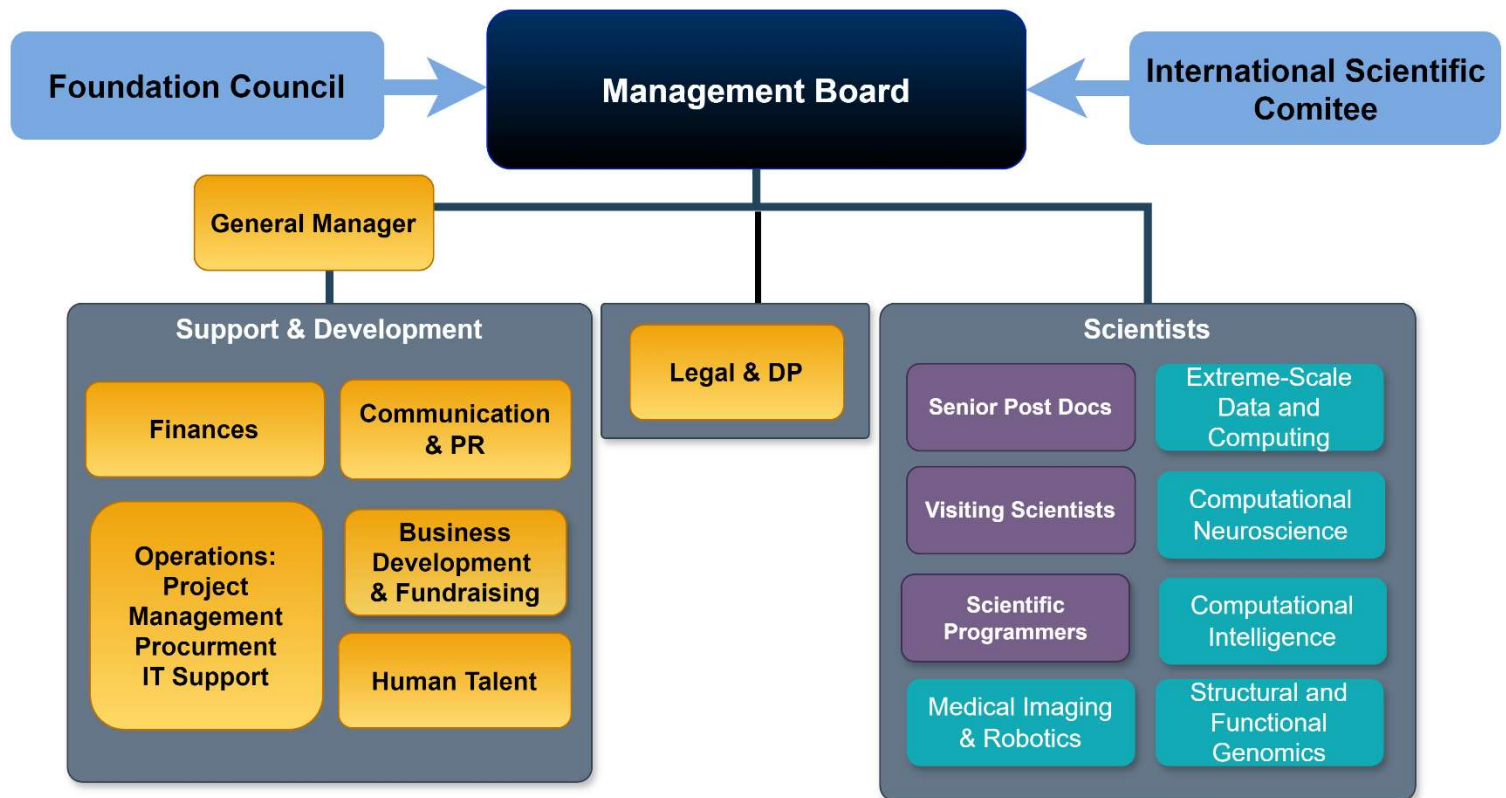 Foundation Council
Management Board
International Scientific
Comitee
General Manager
Support & Development
Finances
Communication
& PR
Operations:
Project
Management
Procurment
IT Support
Business
Development
& Fundraising
Human Talent
Legal & DP
Scientists
Senior Post Docs
Extreme-Scale
Data and
Computing
Visiting Scientists
Computational
Neuroscience
Scientific
Programmers
Computational
Intelligence
Medical Imaging
& Robotics
Structural and
Functional
Genomics